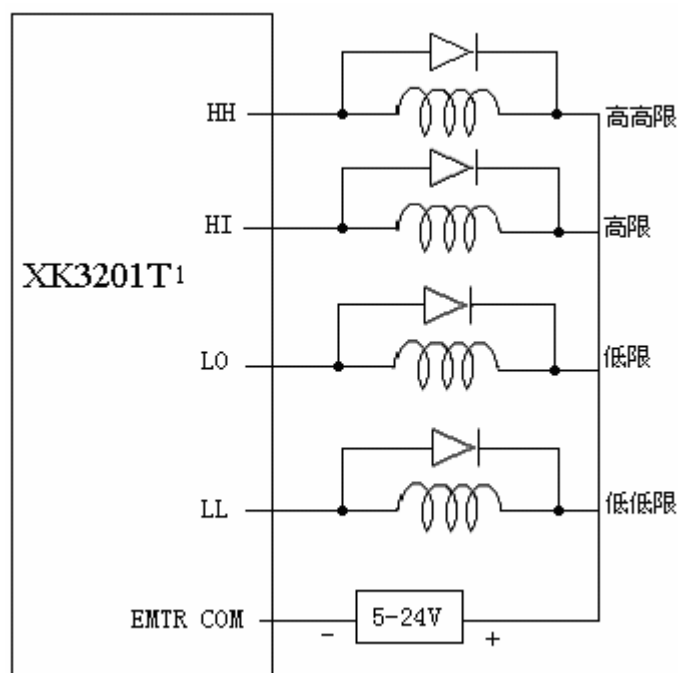 HH
高高限
HI
高限
XK3201T1
LO
低限
LL
低低限
EMTR COM
5-24V
- +